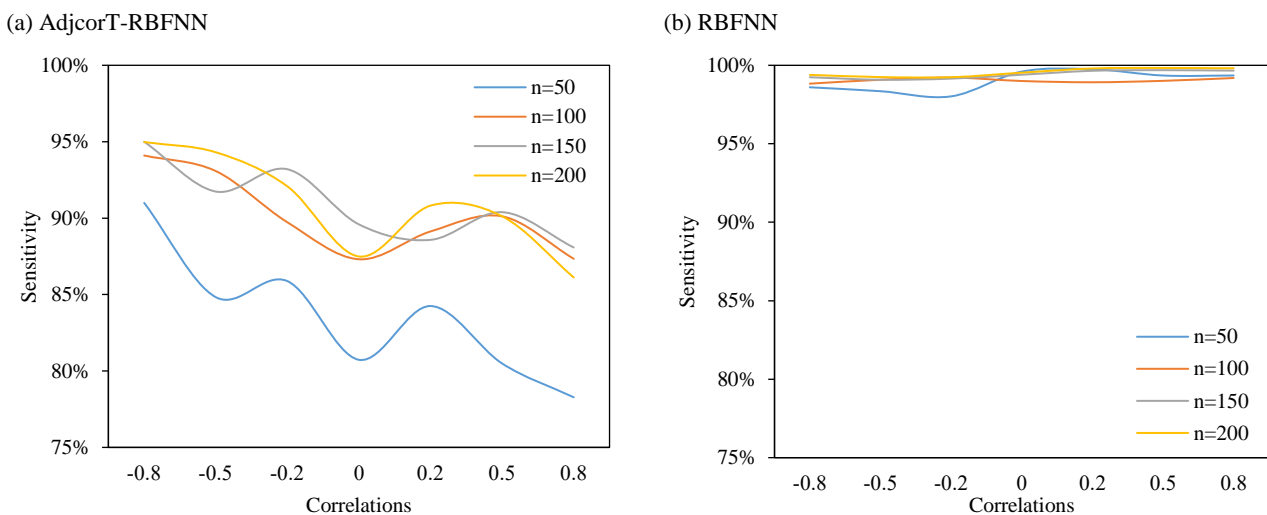 (a) AdjcorT-RBFNN
100%
95%
90%
85%
80%
75%
Sensitivity
n=50
n=100
n=150
n=200
-0.8 -0.5 -0.2 0 0.2 0.5 0.8
Correlations
(b) RBFNN
100%
95%
90%
85%
80%
75%
Sensitivity
n=50
n=100
n=150
n=200
-0.8 -0.5 -0.2 0 0.2 0.5 0.8
Correlations